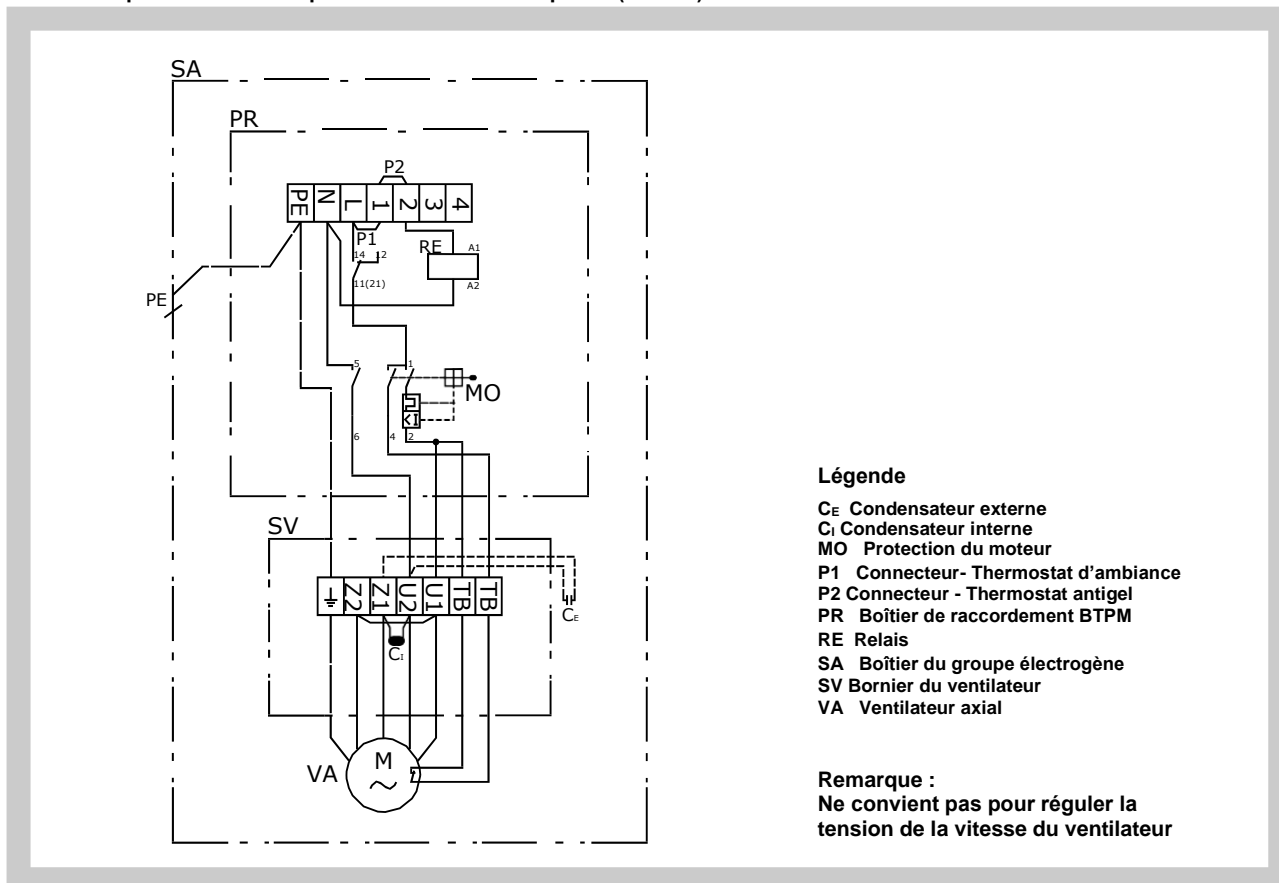 SA
PR
P2
PE N L 1 2 3 4
P1
RE A1
14 12
11(21) A2
PE
5 1
MO
6 4 2
SV
Z2 Z1 U2 U1 TB TB
CE
CI
VA M
Légende
CE Condensateur externe
CI Condensateur interne
MO Protection du moteur
P1 Connecteur- Thermostat d’ambiance
P2 Connecteur - Thermostat antigel
PR Boîtier de raccordement BTPM
RE Relais
SA Boîtier du groupe électrogène
SV Bornier du ventilateur
VA Ventilateur axial
Remarque :
Ne convient pas pour réguler la
tension de la vitesse du ventilateur